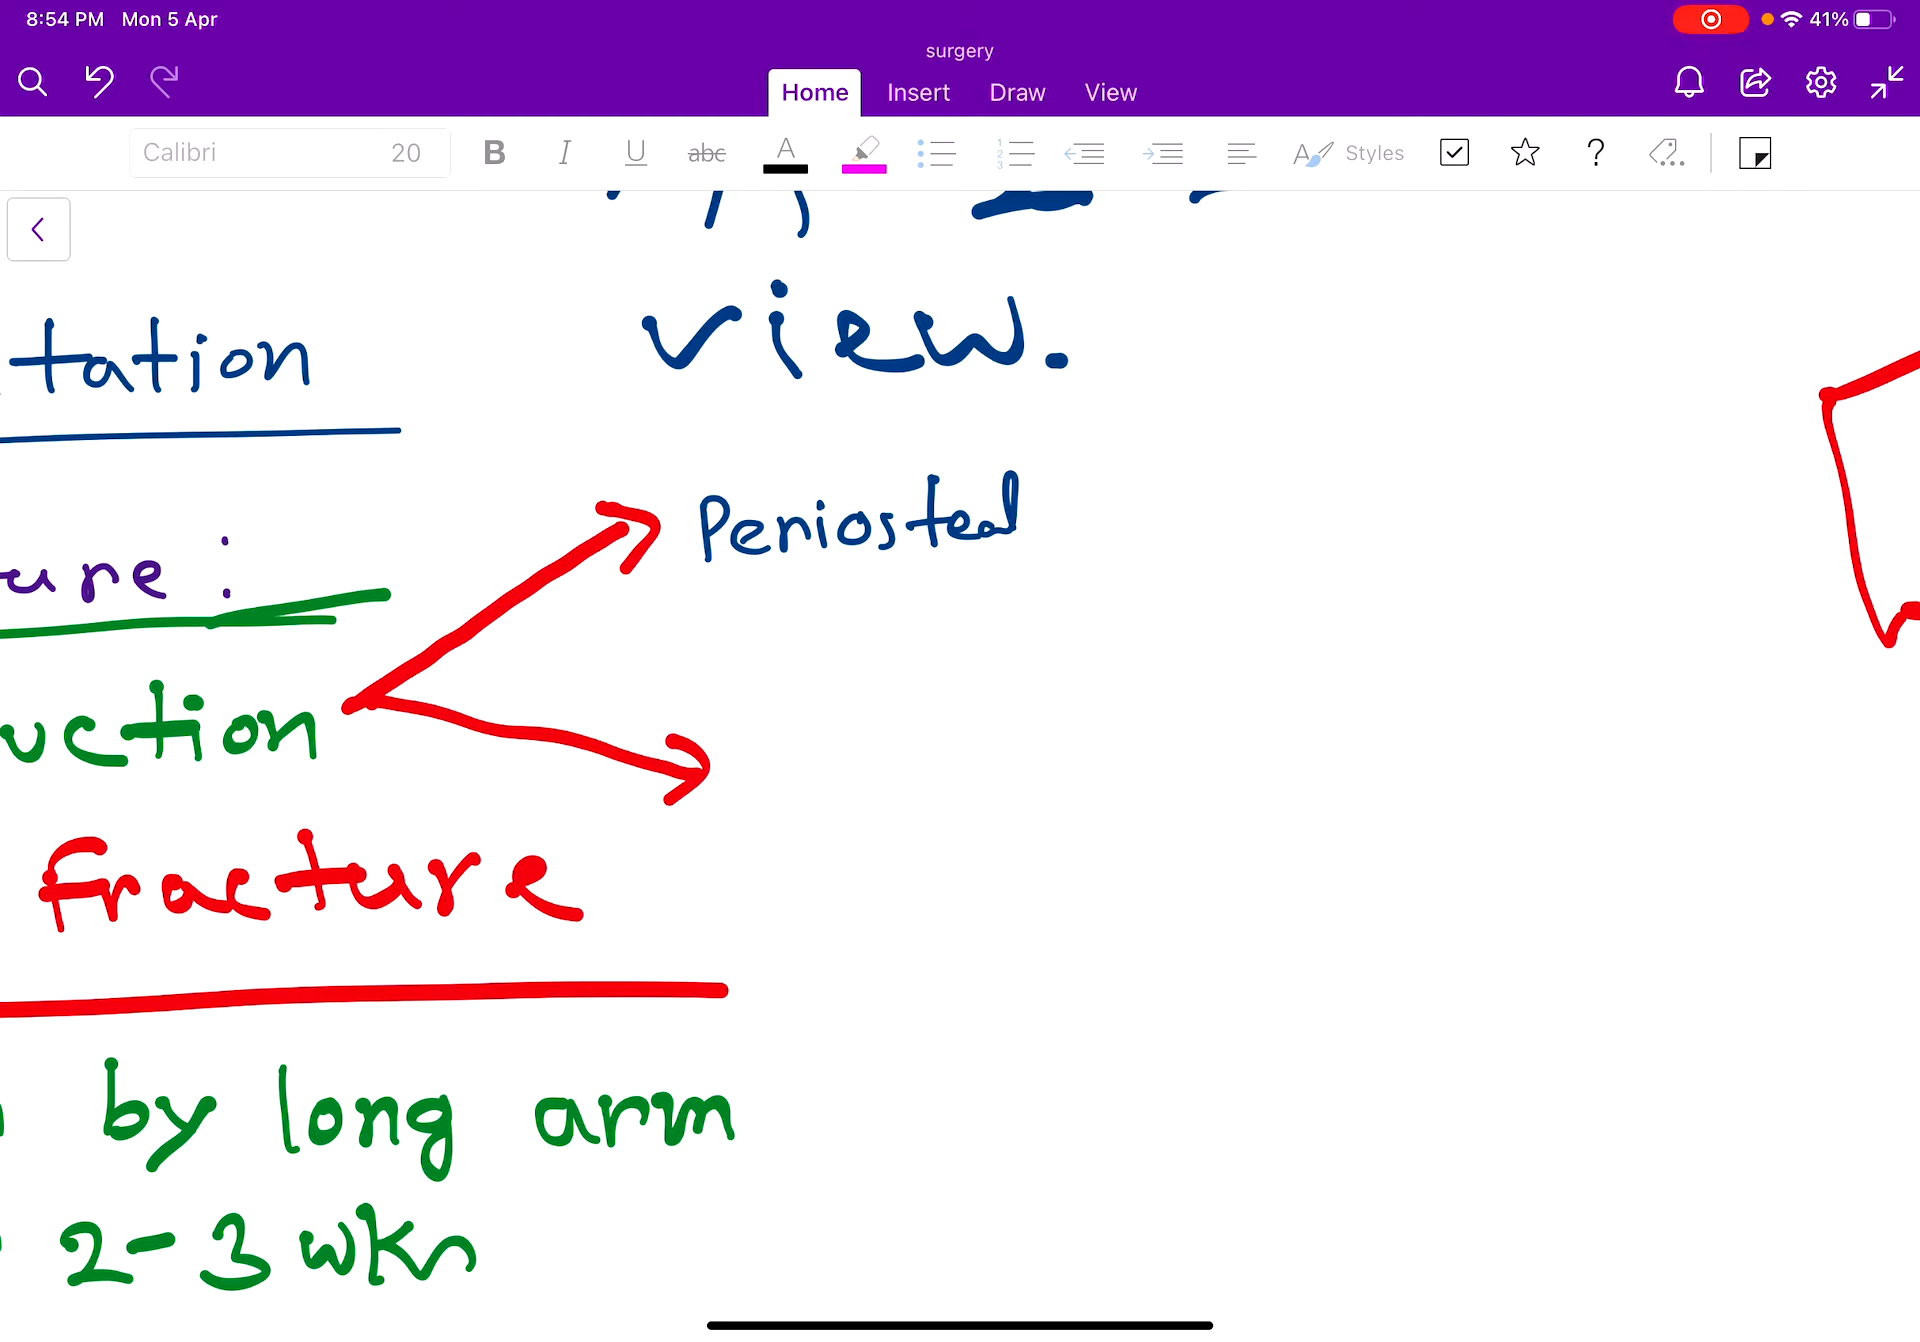 8:54 PM Mon 5 Apr
41%
surgery
Home Insert Draw View
Calibri 20 B I U abc A Styles
view.
tation
Periosteal
ure :
uction
fracture
by long arm
2-3 wks